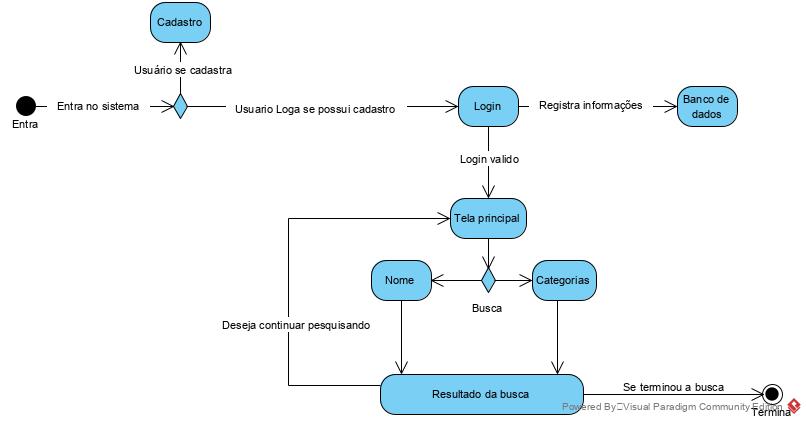 Cadastro
Usuário se cadastra
Entra no sistema
Entra
Usuario Loga se possui cadastro
Login
Registra informações
Banco de
dados
Login valido
Tela principal
Nome
Categorias
Busca
Deseja continuar pesquisando
Resultado da busca
Se terminou a busca
Termina
Powered By Visual Paradigm Community Edition